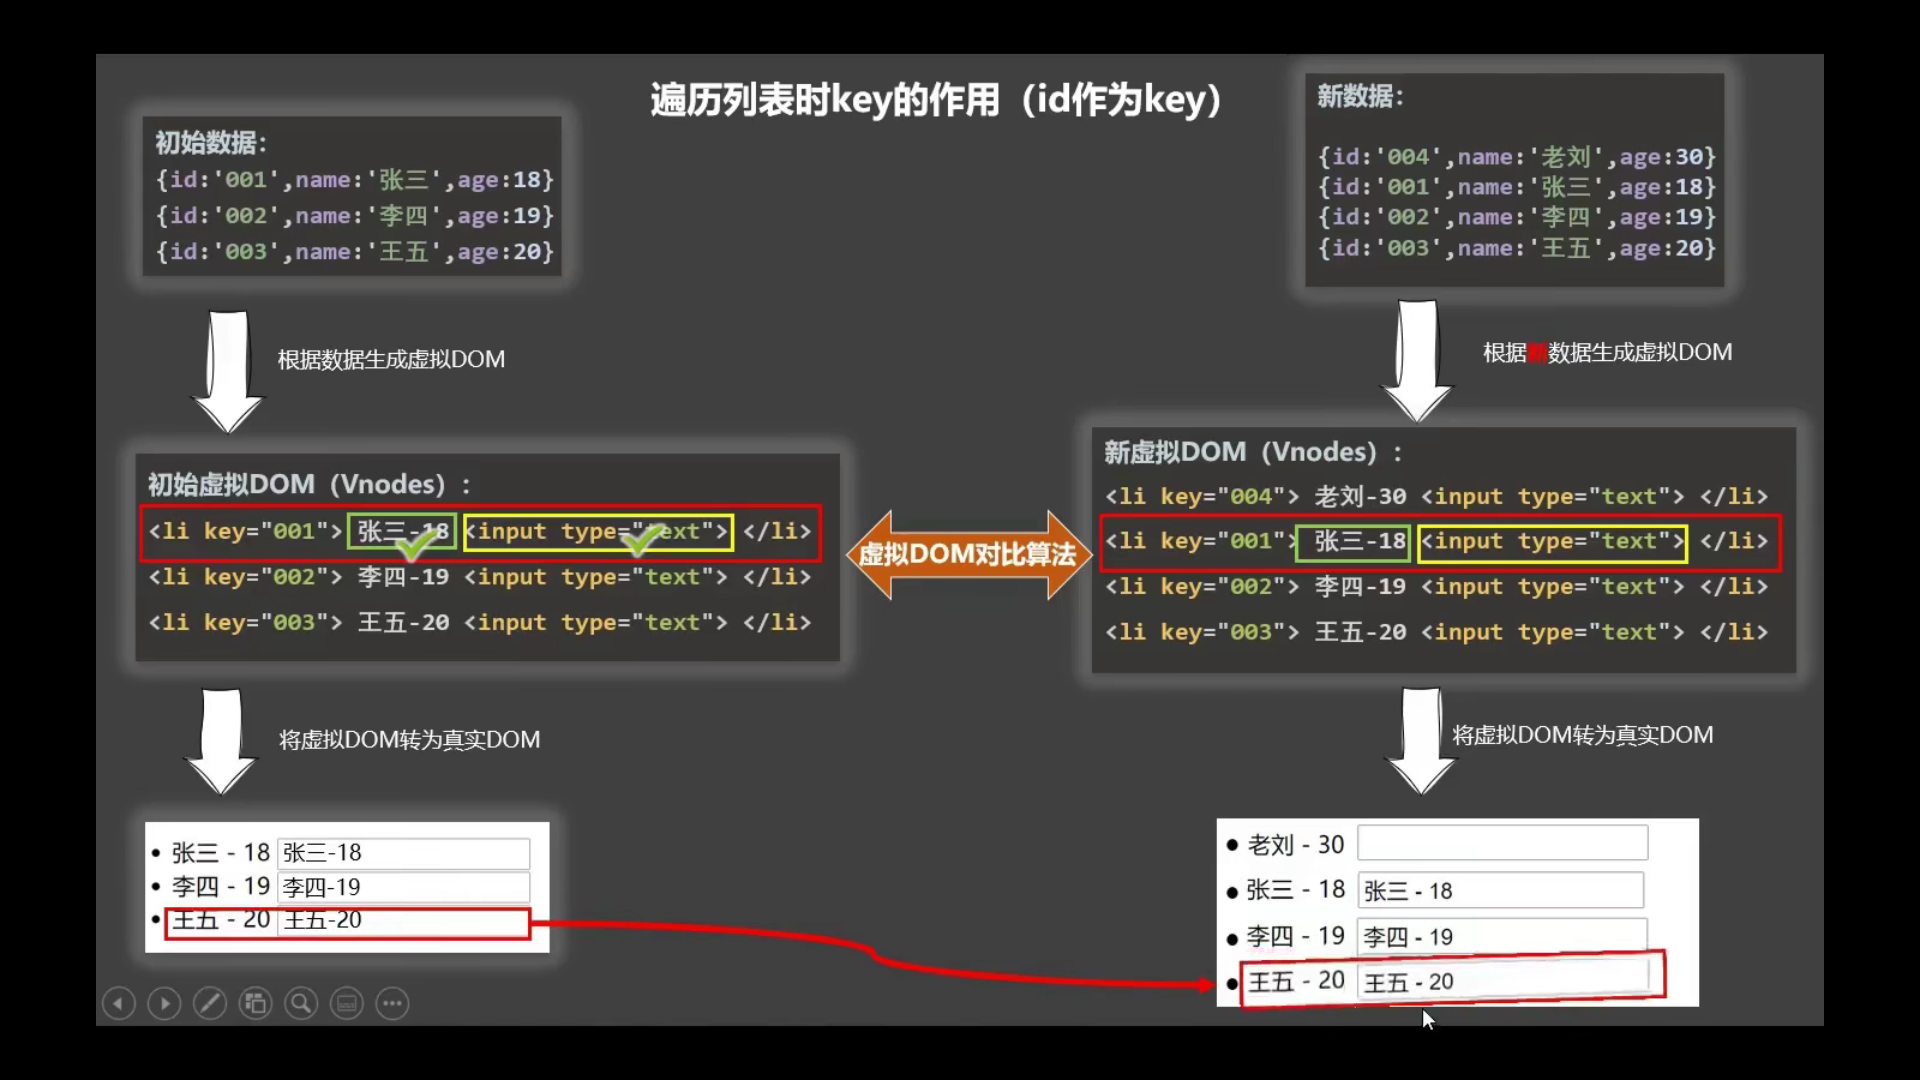 遍历列表时key的作用（id作为key）
初始数据：
{id:'001',name:'张三',age:18}
{id:'002',name:'李四',age:19}
{id:'003',name:'王五',age:20}
新数据：
{id:'004',name:'老刘',age:30}
{id:'001',name:'张三',age:18}
{id:'002',name:'李四',age:19}
{id:'003',name:'王五',age:20}
根据数据生成虚拟DOM
根据新数据生成虚拟DOM
初始虚拟DOM（Vnodes）：
<li key="001"> 张三-18 <input type="text"> </li>
<li key="002"> 李四-19 <input type="text"> </li>
<li key="003"> 王五-20 <input type="text"> </li>
虚拟DOM对比算法
新虚拟DOM（Vnodes）：
<li key="004"> 老刘-30 <input type="text"> </li>
<li key="001"> 张三-18 <input type="text"> </li>
<li key="002"> 李四-19 <input type="text"> </li>
<li key="003"> 王五-20 <input type="text"> </li>
将虚拟DOM转为真实DOM
将虚拟DOM转为真实DOM
张三 - 18 张三-18
李四 - 19 李四-19
王五 - 20 王五-20
老刘 - 30
张三 - 18 张三 - 18
李四 - 19 李四 - 19
王五 - 20 王五 - 20